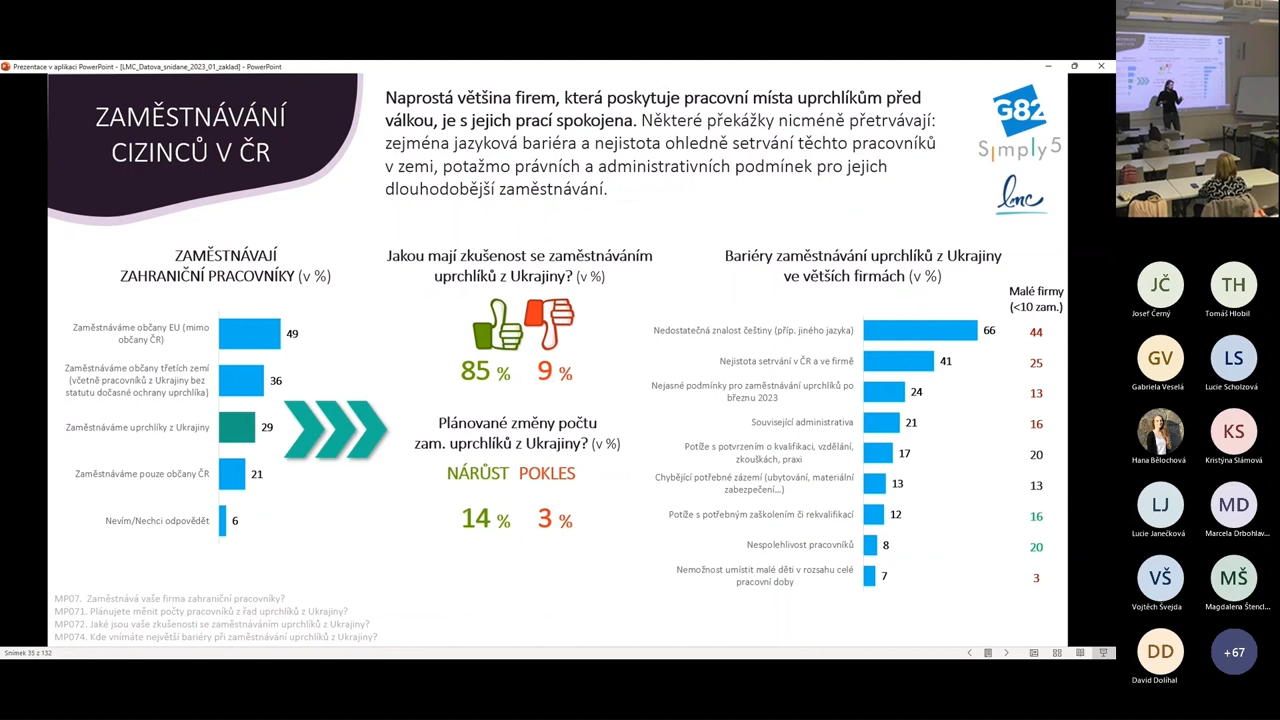 Prezentace v aplikaci PowerPoint - [LMC_Datova_snidane_2023_01_zaklad] - PowerPoint
ZAMĚSTNÁVÁNÍ
CIZINCŮ V ČR
Naprostá většina firem, která poskytuje pracovní místa uprchlíkům před
válkou, je s jejich prací spokojena. Některé překážky nicméně přetrvávají:
zejména jazyková bariéra a nejistota ohledně setrvání těchto pracovníků
v zemi, potažmo právních a administrativních podmínek pro jejich
dlouhodobější zaměstnávání.
G82
Simply5
lmc
ZAMĚSTNÁVAJÍ
ZAHRANIČNÍ PRACOVNÍKY (v %)
Zaměstnáváme občany EU (mimo
občany ČR)
49
Zaměstnáváme občany třetích zemí
(včetně pracovníků z Ukrajiny bez
statutu dočasné ochrany uprchlíka)
36
Zaměstnáváme uprchlíky z Ukrajiny
29
Zaměstnáváme pouze občany ČR
21
Nevím/Nechci odpovědět
6
Jakou mají zkušenost se zaměstnáváním
uprchlíků z Ukrajiny? (v %)
85 % 9 %
Plánované změny počtu
zam. uprchlíků z Ukrajiny? (v %)
NÁRŮST POKLES
14 % 3 %
Bariéry zaměstnávání uprchlíků z Ukrajiny
ve větších firmách (v %)
Malé firmy
(<10 zam.)
Nedostatečná znalost češtiny (příp. jiného jazyka)
66 44
Nejistota setrvání v ČR a ve firmě
41 25
Nejasné podmínky pro zaměstnávání uprchlíků po
březnu 2023
24 13
Související administrativa
21 16
Potíže s potvrzením o kvalifikaci, vzdělání,
zkouškách, praxi
17 20
Chybějící potřebné zázemí (ubytování, materiální
zabezpečení...)
13 13
Potíže s potřebným zaškolením či rekvalifikací
12 16
Nespolehlivost pracovníků
8 20
Nemožnost umístit malé děti v rozsahu celé
pracovní doby
7 3
MP07. Zaměstnává vaše firma zahraniční pracovníky?
MP071. Plánujete měnit počty pracovníků z řad uprchlíků z Ukrajiny?
MP072. Jaké jsou vaše zkušenosti se zaměstnáváním uprchlíků z Ukrajiny?
MP074. Kde vnímáte největší bariéry při zaměstnávání uprchlíků z Ukrajiny?
Snímek 35 z 132
JČ TH
Josef Černý Tomáš Hlobil
GV LS
Gabriela Veselá Lucie Scholzová
KS
Hana Bělochová Kristýna Slámová
LJ MD
Lucie Janečková Marcela Drbohlav...
VŠ MŠ
Vojtěch Švejda Magdalena Štencl...
DD +67
David Dolíhal